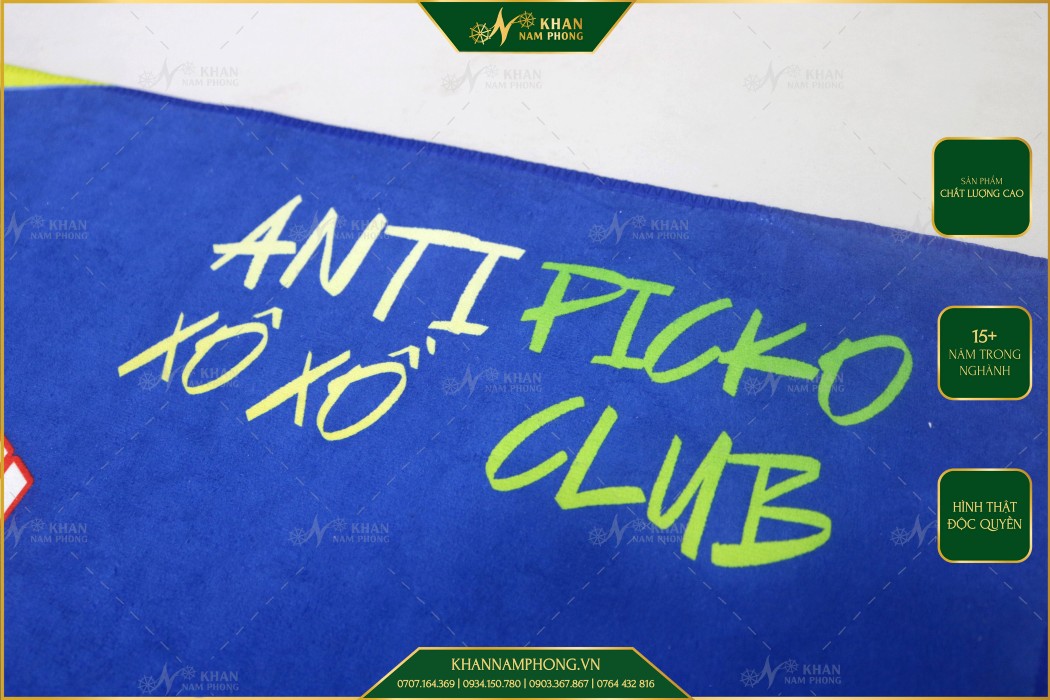 KHAN
NAM PHONG
SẢN PHẨM
CHẤT LƯỢNG CAO
ANTI PICKO
XÔ XỐ
CLUB
15+
NĂM TRONG
NGHÀNH
HÌNH THẬT
ĐỘC QUYỀN
KHANNAMPHONG.VN
0707.164.369 | 0934.150.780 | 0903.367.867 | 0764 432 816